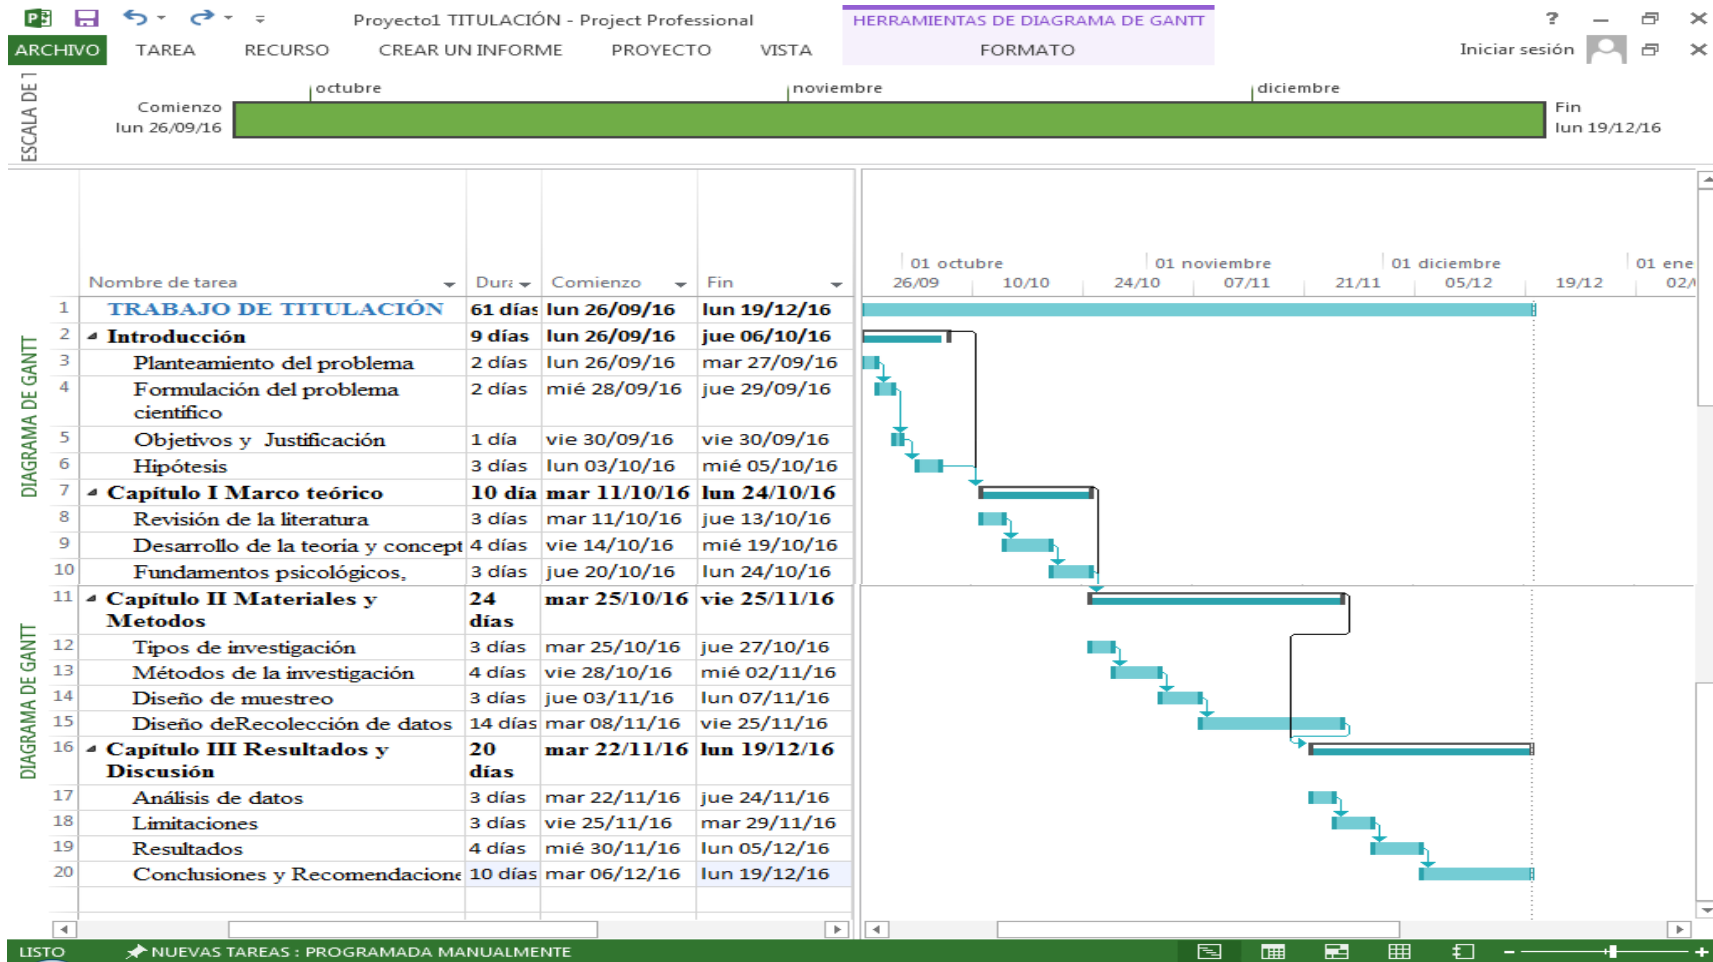 Proyecto1 TITULACIÓN - Project Professional
HERRAMIENTAS DE DIAGRAMA DE GANTT
?
ARCHIVO TAREA RECURSO CREAR UN INFORME PROYECTO VISTA FORMATO Iniciar sesión
ESCALA DE T
octubre noviembre diciembre
Comienzo
lun 26/09/16
Fin
lun 19/12/16
01 octubre 01 noviembre 01 diciembre 01 ene
Nombre de tarea Dura Comienzo Fin 26/09 10/10 24/10 07/11 21/11 05/12 19/12 02/
DIAGRAMA DE GANTT
1 TRABAJO DE TITULACIÓN 61 días lun 26/09/16 lun 19/12/16
2 Introducción 9 días lun 26/09/16 jue 06/10/16
3 Planteamiento del problema 2 días lun 26/09/16 mar 27/09/16
4 Formulación del problema 2 días mié 28/09/16 jue 29/09/16
científico
5 Objetivos y Justificación 1 día vie 30/09/16 vie 30/09/16
6 Hipótesis 3 días lun 03/10/16 mié 05/10/16
7 Capítulo I Marco teórico 10 día mar 11/10/16 lun 24/10/16
8 Revisión de la literatura 3 días mar 11/10/16 jue 13/10/16
9 Desarrollo de la teoría y concept 4 días vie 14/10/16 mié 19/10/16
10 Fundamentos psicológicos, 3 días jue 20/10/16 lun 24/10/16
DIAGRAMA DE GANTT
11 Capítulo II Materiales y 24 mar 25/10/16 vie 25/11/16
Metodos días
12 Tipos de investigación 3 días mar 25/10/16 jue 27/10/16
13 Métodos de la investigación 4 días vie 28/10/16 mié 02/11/16
14 Diseño de muestreo 3 días jue 03/11/16 lun 07/11/16
15 Diseño deRecolección de datos 14 días mar 08/11/16 vie 25/11/16
16 Capítulo III Resultados y 20 mar 22/11/16 lun 19/12/16
Discusión días
17 Análisis de datos 3 días mar 22/11/16 jue 24/11/16
18 Limitaciones 3 días vie 25/11/16 mar 29/11/16
19 Resultados 4 días mié 30/11/16 lun 05/12/16
20 Conclusiones y Recomendacione 10 días mar 06/12/16 lun 19/12/16
LISTO NUEVAS TAREAS : PROGRAMADA MANUALMENTE